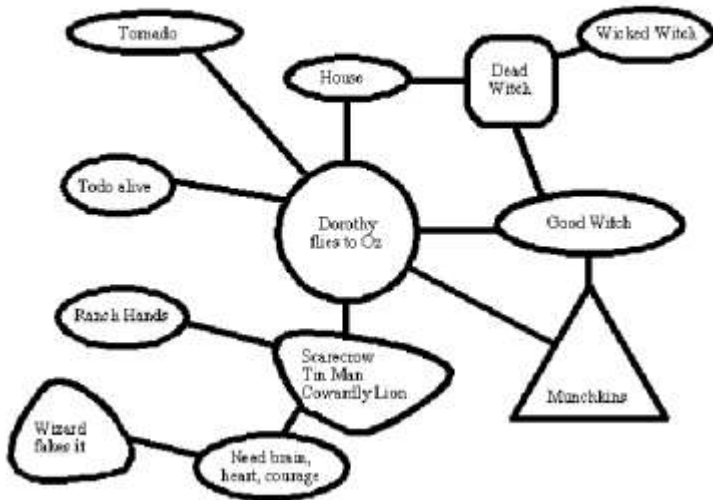 Tornado
Wicked Witch
House
Dead
Witch
Todo alive
Good Witch
Dorothy
flies to Oz
Ranch Hands
Scarecrow
Tin Man
Cowardly Lion
Munchkins
Wizard
fakes it
Need brain,
heart, courage